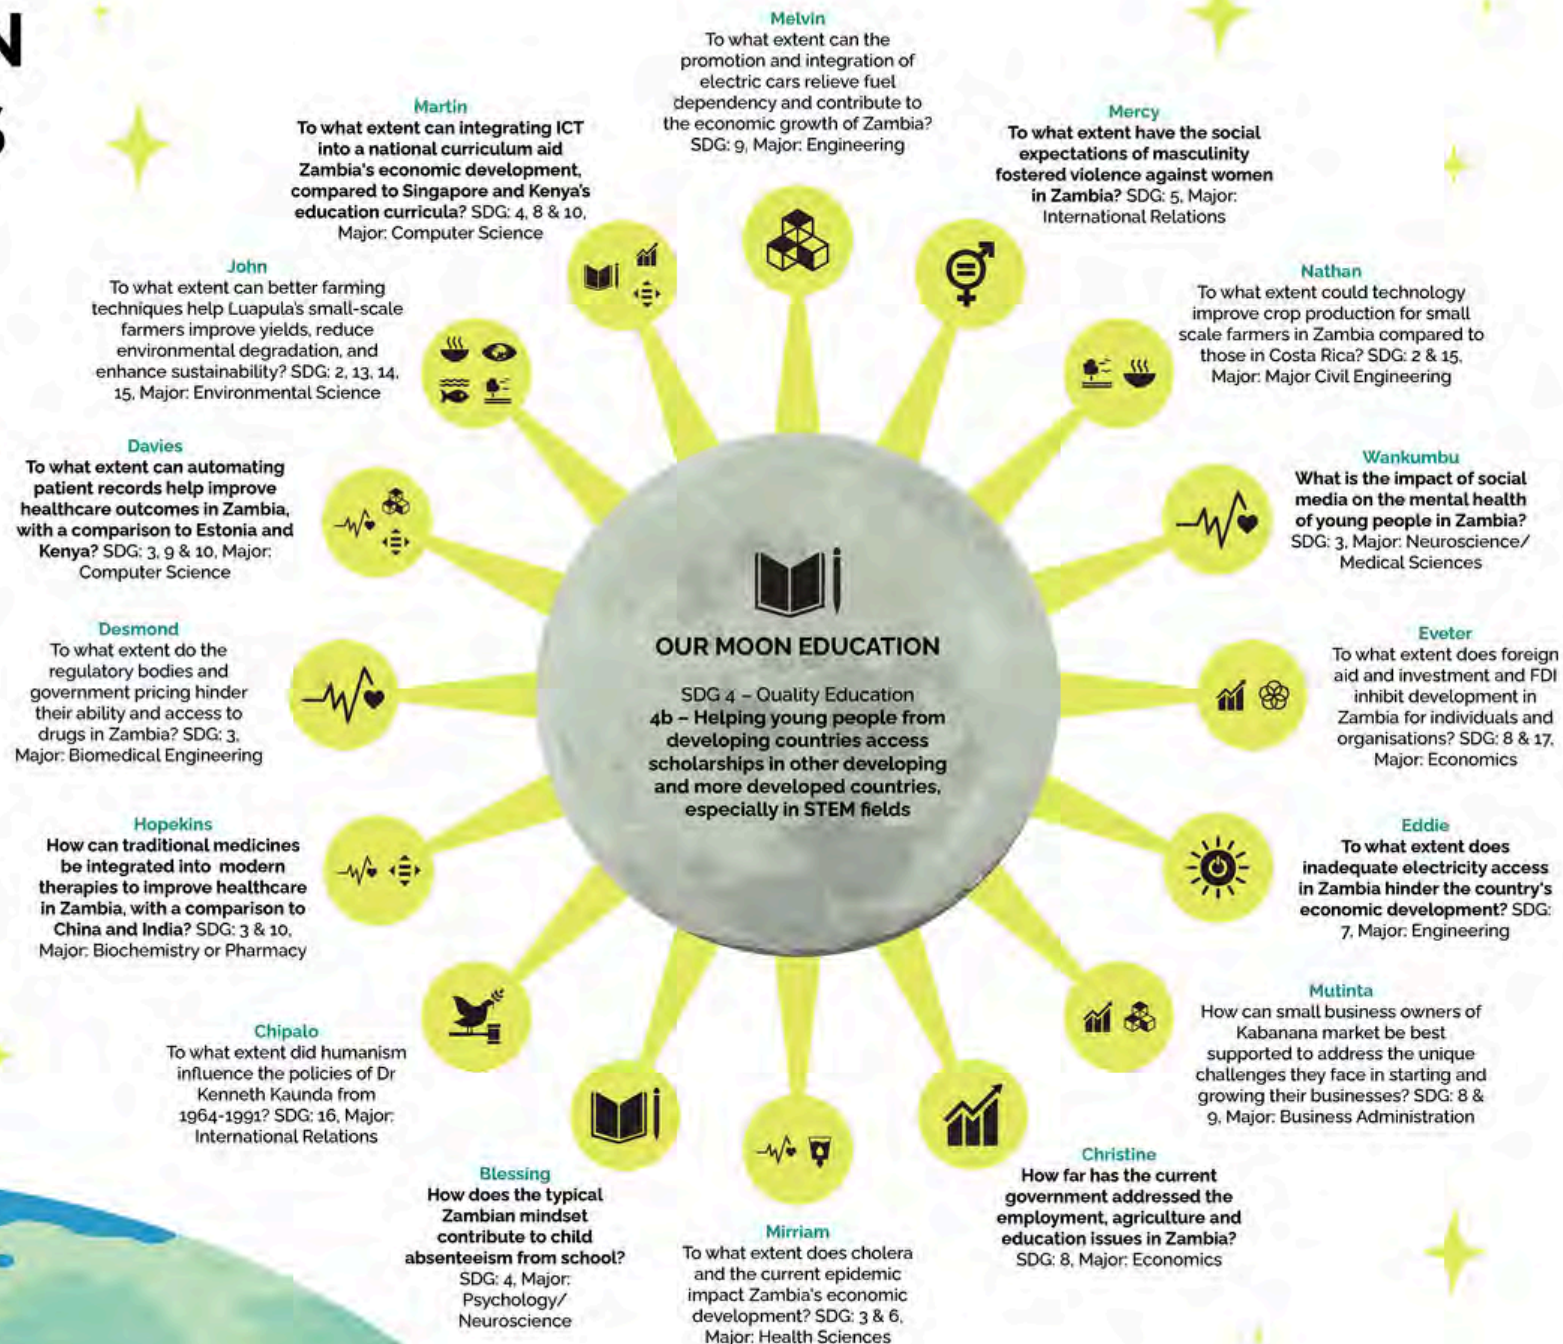 N
S
Melvin
To what extent can the
promotion and integration of
electric cars relieve fuel
dependency and contribute to
the economic growth of Zambia?
SDG: 9, Major: Engineering
Martin
To what extent can integrating ICT
into a national curriculum aid
Zambia's economic development,
compared to Singapore and Kenya's
education curricula? SDG: 4, 8 & 10,
Major: Computer Science
Mercy
To what extent have the social
expectations of masculinity
fostered violence against women
in Zambia? SDG: 5, Major:
International Relations
John
To what extent can better farming
techniques help Luapula's small-scale
farmers improve yields, reduce
environmental degradation, and
enhance sustainability? SDG: 2, 13, 14,
15, Major: Environmental Science
Nathan
To what extent could technology
improve crop production for small
scale farmers in Zambia compared to
those in Costa Rica? SDG: 2 & 15,
Major: Major Civil Engineering
Davies
To what extent can automating
patient records help improve
healthcare outcomes in Zambia,
with a comparison to Estonia and
Kenya? SDG: 3, 9 & 10, Major:
Computer Science
Wankumbu
What is the impact of social
media on the mental health
of young people in Zambia?
SDG: 3, Major: Neuroscience/
Medical Sciences
Desmond
To what extent do the
regulatory bodies and
government pricing hinder
their ability and access to
drugs in Zambia? SDG: 3,
Major: Biomedical Engineering
OUR MOON EDUCATION
SDG 4 – Quality Education
4b – Helping young people from
developing countries access
scholarships in other developing
and more developed countries,
especially in STEM fields
Eveter
To what extent does foreign
aid and investment and FDI
inhibit development in
Zambia for individuals and
organisations? SDG: 8 & 17,
Major: Economics
Hopekins
How can traditional medicines
be integrated into modern
therapies to improve healthcare
in Zambia, with a comparison to
China and India? SDG: 3 & 10,
Major: Biochemistry or Pharmacy
Eddie
To what extent does
inadequate electricity access
in Zambia hinder the country's
economic development? SDG:
7, Major: Engineering
Chipalo
To what extent did humanism
influence the policies of Dr
Kenneth Kaunda from
1964-1991? SDG: 16, Major:
International Relations
Mutinta
How can small business owners of
Kabanana market be best
supported to address the unique
challenges they face in starting and
growing their businesses? SDG: 8 &
9, Major: Business Administration
Blessing
How does the typical
Zambian mindset
contribute to child
absenteeism from school?
SDG: 4, Major:
Psychology/
Neuroscience
Mirriam
To what extent does cholera
and the current epidemic
impact Zambia's economic
development? SDG: 3 & 6,
Major: Health Sciences
Christine
How far has the current
government addressed the
employment, agriculture and
education issues in Zambia?
SDG: 8, Major: Economics